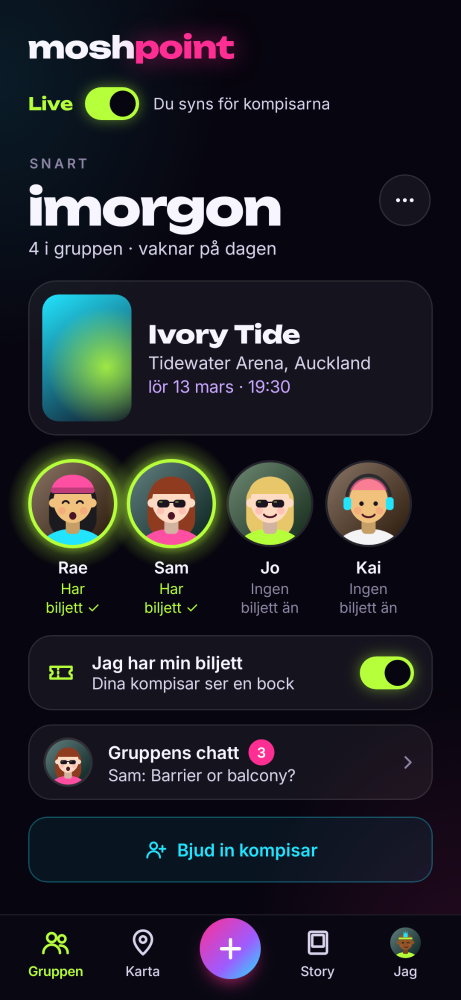 moshpoint
Live
Du syns för kompisarna
SNART
imorgon
4 i gruppen · vaknar på dagen
Ivory Tide
Tidewater Arena, Auckland
lör 13 mars · 19:30
Rae
Har
biljett ✓
Sam
Har
biljett ✓
Jo
Ingen
biljett än
Kai
Ingen
biljett än
Jag har min biljett
Dina kompisar ser en bock
Gruppens chatt 3
Sam: Barrier or balcony?
Bjud in kompisar
Gruppen
Karta
Story
Jag